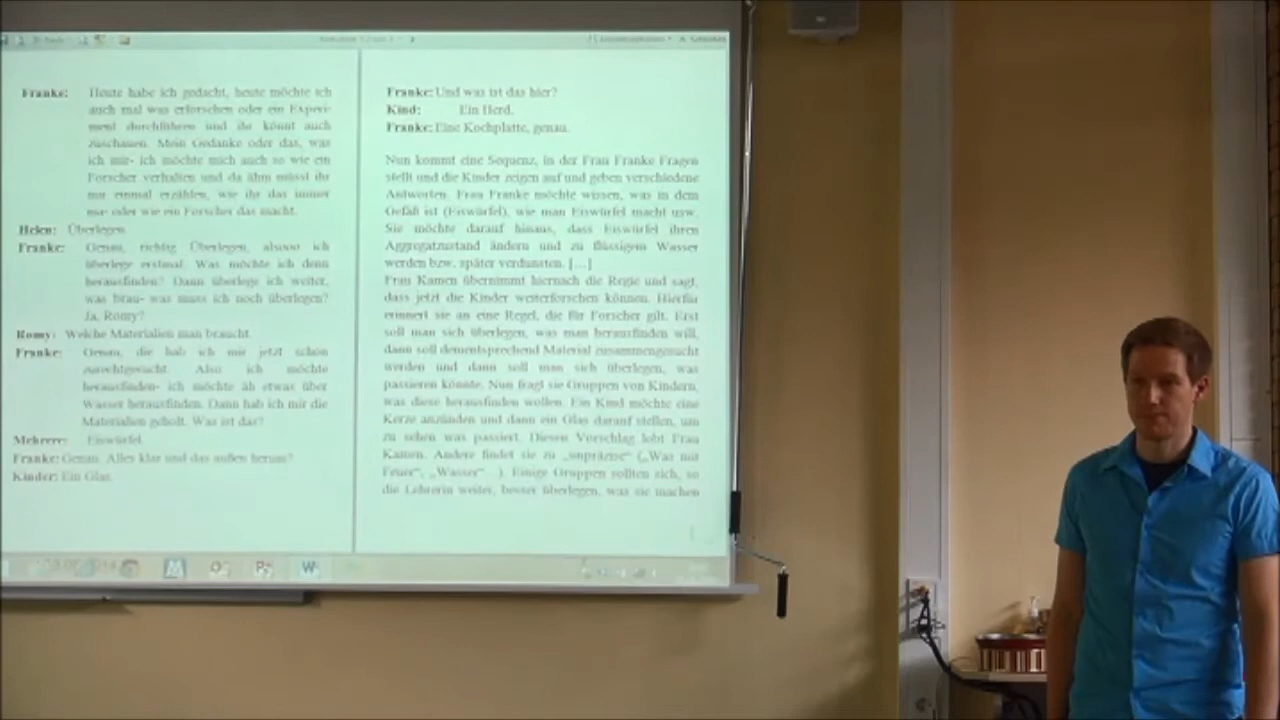 Franke: Heute habe ich gedacht, heute möchte ich
auch mal was erforschen oder ein Experi-
ment durchführen und ihr könnt auch
zuschauen. Mein Gedanke oder das, was
ich mir- ich möchte mich auch so wie ein
Forscher verhalten und da ähm müsst ihr
mir einmal erzählen, wie ihr das immer
ma- oder wie ein Forscher das macht.
Helen: Überlegen.
Franke: Genau, richtig Überlegen, alsooo ich
überlege erstmal. Was möchte ich denn
herausfinden? Dann überlege ich weiter,
was brau- was muss ich noch überlegen?
Ja, Romy?
Romy: Welche Materialien man braucht.
Franke: Genau, die hab ich mir jetzt schon
zurechtgesucht. Also ich möchte
herausfinden- ich möchte äh etwas über
Wasser herausfinden. Dann hab ich mir die
Materialien geholt. Was ist das?
Mehrere: Eiswürfel.
Franke: Genau. Alles klar und das außen herum?
Kinder: Ein Glas.
Franke: Und was ist das hier?
Kind: Ein Herd.
Franke: Eine Kochplatte, genau.
Nun kommt eine Sequenz, in der Frau Franke Fragen
stellt und die Kinder zeigen auf und geben verschiedene
Antworten. Frau Franke möchte wissen, was in dem
Gefäß ist (Eiswürfel), wie man Eiswürfel macht usw.
Sie möchte darauf hinaus, dass Eiswürfel ihren
Aggregatzustand ändern und zu flüssigem Wasser
werden bzw. später verdunsten. [...]
Frau Kamen übernimmt hiernach die Regie und sagt,
dass jetzt die Kinder weiterforschen können. Hierfür
erinnert sie an eine Regel, die für Forscher gilt. Erst
soll man sich überlegen, was man herausfinden will,
dann soll dementsprechend Material zusammengesucht
werden und dann soll man sich überlegen, was
passieren könnte. Nun fragt sie Gruppen von Kindern,
was diese herausfinden wollen. Ein Kind möchte eine
Kerze anzünden und dann ein Glas darauf stellen, um
zu sehen was passiert. Diesen Vorschlag lobt Frau
Kamen. Andere findet sie zu „unpräzise“ („Was mit
Feuer“, „Wasser“ ). Einige Gruppen sollten sich, so
die Lehrerin weiter, besser überlegen, was sie machen
W